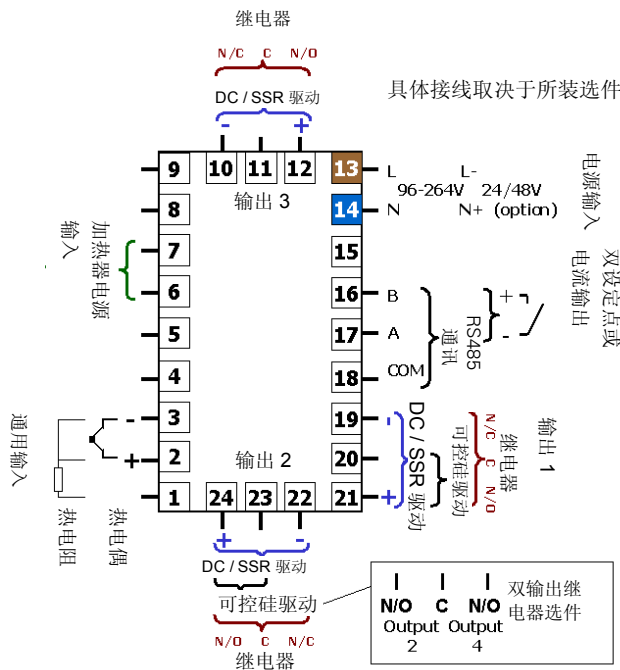 继电器
N/C C N/O
DC / SSR 驱动
- +
具体接线取决于所装选件
9 10 11 12 13
输出 3
L L-
96-264V 24/48V
N N+ (option)
电源输入
8 14
7 15
加热器电源
输入
6 16
B
A
COM
RS485
通讯
+
-
双设定点或
电流输出
5 17
4 18
3 19
2 20
1 24 23 22 21
输出 2
通用输入
热电阻
热电偶
-
+
-
+
DC / SSR 驱动
可控硅驱动
继电器
N/C C N/O
输出 1
+ -
DC / SSR 驱动
可控硅驱动
N/O C N/C
继电器
N/O C N/O
Output Output
2 4
双输出继
电器选件